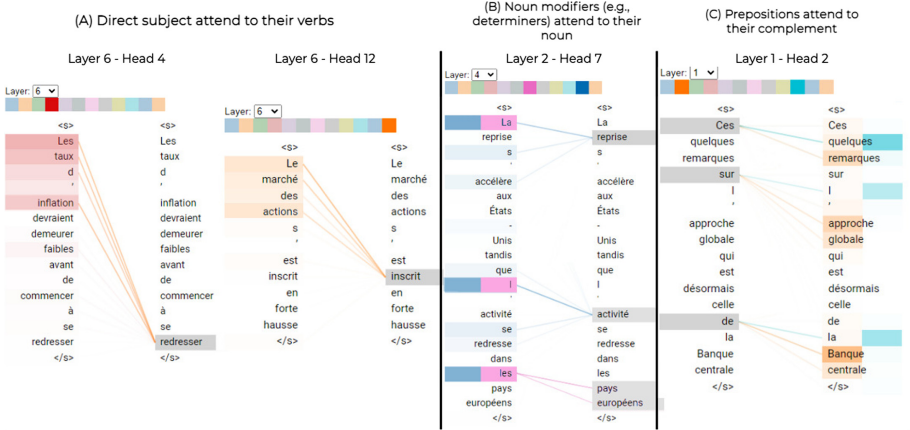 (A) Direct subject attend to their verbs
Layer 6 - Head 4
Layer: 6
<s> <s>
Les Les
taux taux
d d
' '
inflation inflation
devraient devraient
demeurer demeurer
faibles faibles
avant avant
de de
commencer commencer
à à
se se
redresser redresser
</s> </s>
Layer 6 - Head 12
Layer: 6
<s> <s>
Le Le
marché marché
des des
actions actions
s s
' '
est est
inscrit inscrit
en en
forte forte
hausse hausse
</s> </s>
(B) Noun modifiers (e.g.,
determiners) attend to their
noun
Layer 2 - Head 7
Layer: 4
<s> <s>
La La
reprise reprise
s s
' '
accélère accélère
aux aux
États États
- -
Unis Unis
tandis tandis
que que
l l
' '
activité activité
se se
redresse redresse
dans dans
les les
pays pays
européens européens
</s> </s>
(C) Prepositions attend to
their complement
Layer 1 - Head 2
Layer: 1
<s> <s>
Ces Ces
quelques quelques
remarques remarques
sur sur
l l
' '
approche approche
globale globale
qui qui
est est
désormais désormais
celle celle
de de
la la
Banque Banque
centrale centrale
</s> </s>